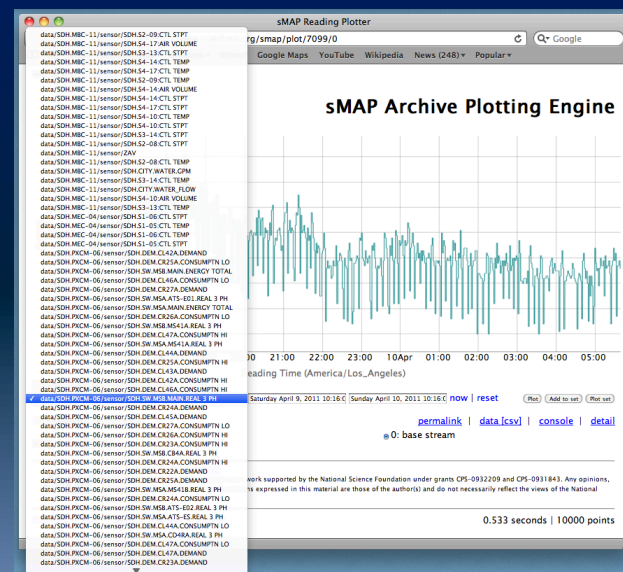 sMAP Reading Plotter
rg/smap/plot/7099/0
Google
Google Maps YouTube Wikipedia News (248) Popular
sMAP Archive Plotting Engine
data/SDH.MBC-11/sensor/SDH.S2-09:CTL STPT
data/SDH.MBC-11/sensor/SDH.S4-17:AIR VOLUME
data/SDH.MBC-11/sensor/SDH.S3-13:CTL STPT
data/SDH.MBC-11/sensor/SDH.S4-14:CTL TEMP
data/SDH.MBC-11/sensor/SDH.S4-17:CTL TEMP
data/SDH.MBC-11/sensor/SDH.S2-09:CTL TEMP
data/SDH.MBC-11/sensor/SDH.S4-14:AIR VOLUME
data/SDH.MBC-11/sensor/SDH.S4-14:CTL STPT
data/SDH.MBC-11/sensor/SDH.S4-17:CTL STPT
data/SDH.MBC-11/sensor/SDH.S4-10:CTL TEMP
data/SDH.MBC-11/sensor/SDH.S4-10:CTL STPT
data/SDH.MBC-11/sensor/SDH.S3-14:CTL STPT
data/SDH.MBC-11/sensor/SDH.S2-08:CTL STPT
data/SDH.MBC-11/sensor/ZAV
data/SDH.MBC-11/sensor/SDH.S2-08:CTL TEMP
data/SDH.MBC-11/sensor/SDH.CITY.WATER.GPM
data/SDH.MBC-11/sensor/SDH.S3-14:CTL TEMP
data/SDH.MBC-11/sensor/SDH.CITY.WATER_FLOW
data/SDH.MBC-11/sensor/SDH.S4-10:AIR VOLUME
data/SDH.MBC-11/sensor/SDH.S3-13:CTL TEMP
data/SDH.MEC-04/sensor/SDH.S1-06:CTL STPT
data/SDH.MEC-04/sensor/SDH.S1-05:CTL TEMP
data/SDH.MEC-04/sensor/SDH.S1-06:CTL TEMP
data/SDH.MEC-04/sensor/SDH.S1-05:CTL STPT
data/SDH.PXCM-06/sensor/SDH.DEM.CL42A.DEMAND
data/SDH.PXCM-06/sensor/SDH.DEM.CR25A.CONSUMPTN LO
data/SDH.PXCM-06/sensor/SDH.SW.MSB.MAIN.ENERGY TOTAL
data/SDH.PXCM-06/sensor/SDH.DEM.CL46A.CONSUMPTN LO
data/SDH.PXCM-06/sensor/SDH.DEM.CR27A.DEMAND
data/SDH.PXCM-06/sensor/SDH.SW.MSA.ATS-E01.REAL 3 PH
data/SDH.PXCM-06/sensor/SDH.SW.MSA.MAIN.ENERGY TOTAL
data/SDH.PXCM-06/sensor/SDH.DEM.CR26A.CONSUMPTN LO
data/SDH.PXCM-06/sensor/SDH.SW.MSB.MS41A.REAL 3 PH
data/SDH.PXCM-06/sensor/SDH.DEM.CL47A.CONSUMPTN HI
data/SDH.PXCM-06/sensor/SDH.SW.MSA.MS41A.REAL 3 PH
data/SDH.PXCM-06/sensor/SDH.DEM.CL44A.DEMAND
data/SDH.PXCM-06/sensor/SDH.DEM.CR25A.CONSUMPTN HI
data/SDH.PXCM-06/sensor/SDH.DEM.CL43A.DEMAND
data/SDH.PXCM-06/sensor/SDH.DEM.CL42A.CONSUMPTN HI
data/SDH.PXCM-06/sensor/SDH.DEM.CL46A.CONSUMPTN HI
✓ data/SDH.PXCM-06/sensor/SDH.SW.MSB.MAIN.REAL 3 PH
data/SDH.PXCM-06/sensor/SDH.DEM.CR24A.DEMAND
data/SDH.PXCM-06/sensor/SDH.DEM.CL45A.DEMAND
data/SDH.PXCM-06/sensor/SDH.DEM.CR27A.CONSUMPTN LO
data/SDH.PXCM-06/sensor/SDH.DEM.CR26A.CONSUMPTN HI
data/SDH.PXCM-06/sensor/SDH.DEM.CR23A.CONSUMPTN HI
data/SDH.PXCM-06/sensor/SDH.SW.MSB.CB4A.REAL 3 PH
data/SDH.PXCM-06/sensor/SDH.DEM.CR24A.CONSUMPTN HI
data/SDH.PXCM-06/sensor/SDH.DEM.CR22A.DEMAND
data/SDH.PXCM-06/sensor/SDH.DEM.CR25A.DEMAND
data/SDH.PXCM-06/sensor/SDH.SW.MSA.MS41B.REAL 3 PH
data/SDH.PXCM-06/sensor/SDH.DEM.CR24A.CONSUMPTN LO
data/SDH.PXCM-06/sensor/SDH.SW.MSB.ATS-E02.REAL 3 PH
data/SDH.PXCM-06/sensor/SDH.SW.MSA.ATS-ES.REAL 3 PH
data/SDH.PXCM-06/sensor/SDH.DEM.CL44A.CONSUMPTN LO
data/SDH.PXCM-06/sensor/SDH.SW.MSA.CD4RA.REAL 3 PH
data/SDH.PXCM-06/sensor/SDH.DEM.CL47A.CONSUMPTN LO
data/SDH.PXCM-06/sensor/SDH.DEM.CL47A.DEMAND
data/SDH.PXCM-06/sensor/SDH.DEM.CR23A.DEMAND
00 21:00 22:00 23:00 10Apr 01:00 02:00 03:00 04:00 05:00
eading Time (America/Los_Angeles)
Saturday April 9, 2011 10:16:0 Sunday April 10, 2011 10:16:0 now | reset Plot Add to set Plot set
permalink | data [csv] | console | detail
0: base stream
work supported by the National Science Foundation under grants CPS-0932209 and CPS-0931843. Any opinions,
ns expressed in this material are those of the author(s) and do not necessarily reflect the views of the National
0.533 seconds | 10000 points